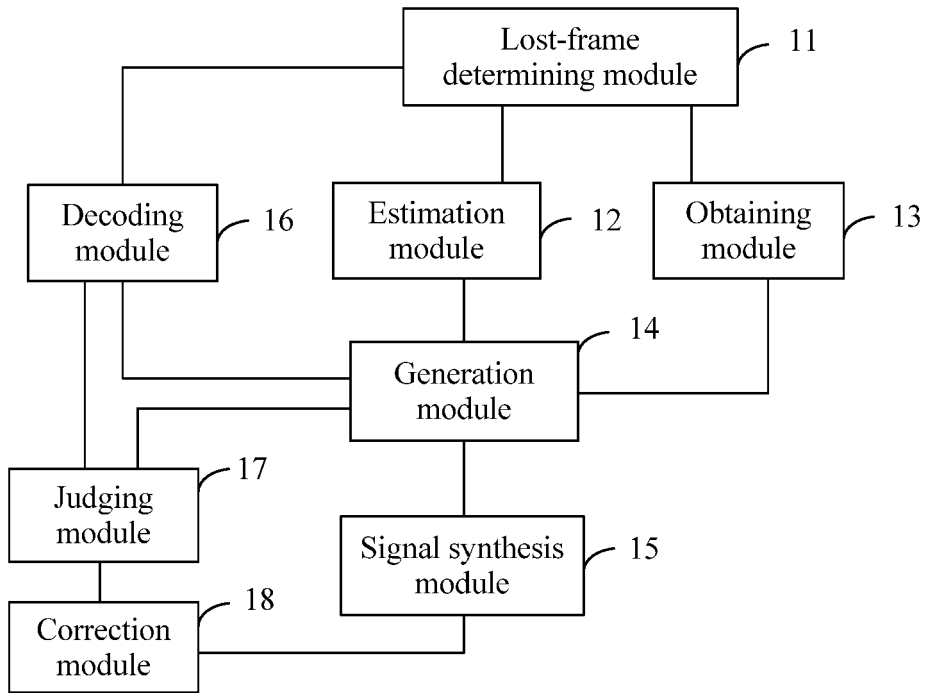 Lost-frame
determining module
11
Decoding
module
16
Estimation
module
12
Obtaining
module
13
Generation
module
14
Judging
module
17
Signal synthesis
module
15
Correction
module
18